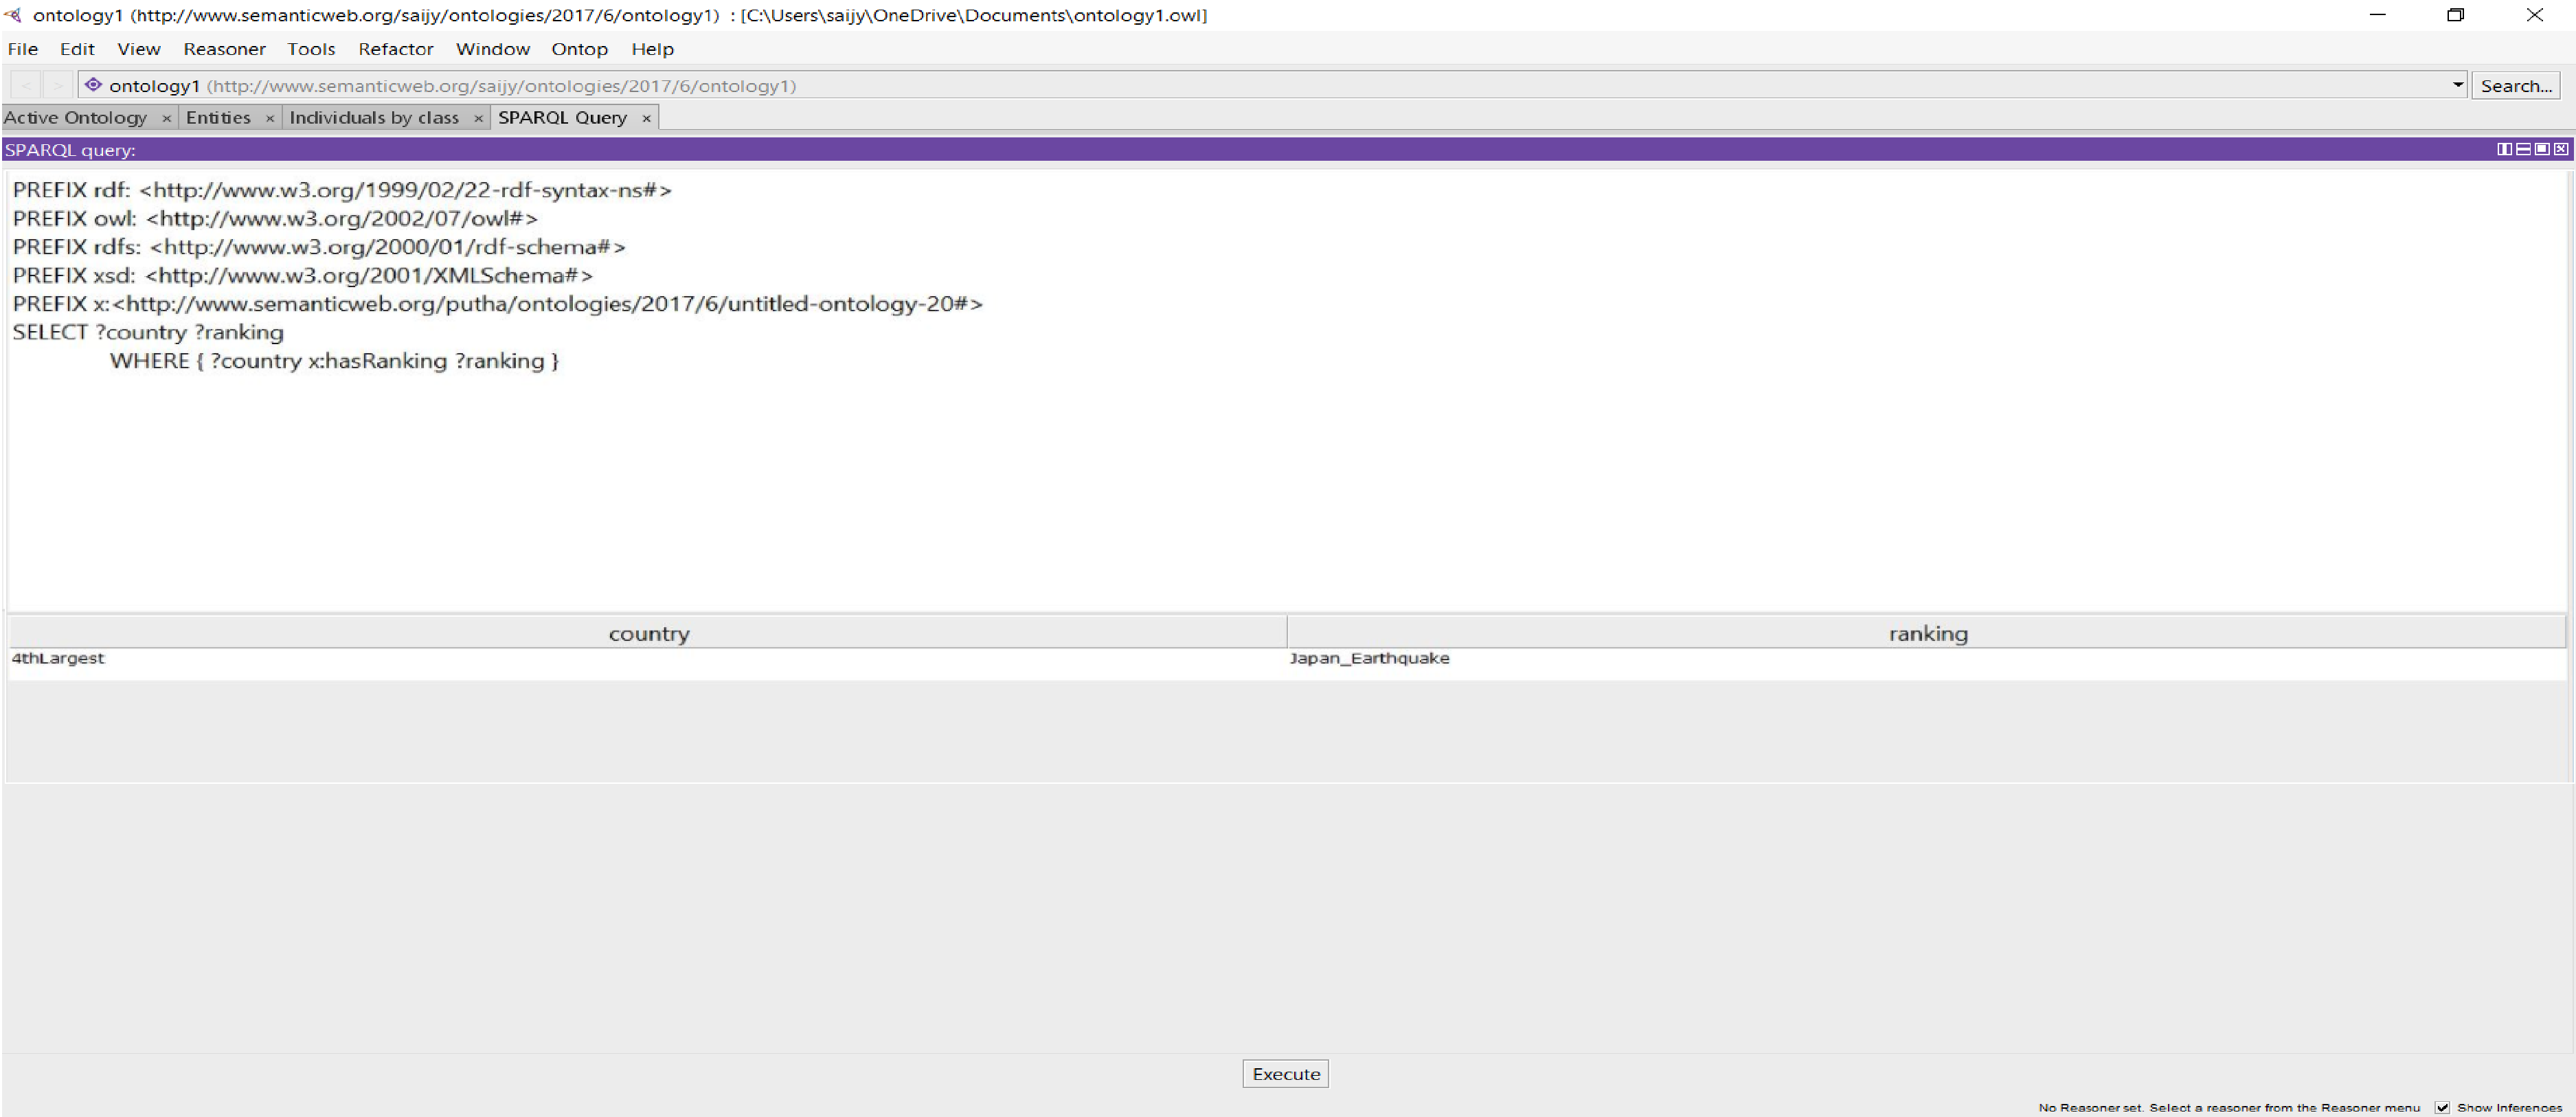 ontology1 (http://www.semanticweb.org/saijy/ontologies/2017/6/ontology1) : [C:\Users\saijy\OneDrive\Documents\ontology1.owl]
File Edit View Reasoner Tools Refactor Window Ontop Help
< > ontology1 (http://www.semanticweb.org/saijy/ontologies/2017/6/ontology1) Search...
Active Ontology × Entities × Individuals by class × SPARQL Query ×
SPARQL query:
PREFIX rdf: <http://www.w3.org/1999/02/22-rdf-syntax-ns#>
PREFIX owl: <http://www.w3.org/2002/07/owl#>
PREFIX rdfs: <http://www.w3.org/2000/01/rdf-schema#>
PREFIX xsd: <http://www.w3.org/2001/XMLSchema#>
PREFIX x:<http://www.semanticweb.org/putha/ontologies/2017/6/untitled-ontology-20#>
SELECT ?country ?ranking
WHERE { ?country x:hasRanking ?ranking }
country ranking
4thLargest Japan_Earthquake
Execute
No Reasoner set. Select a reasoner from the Reasoner menu Show Inferences